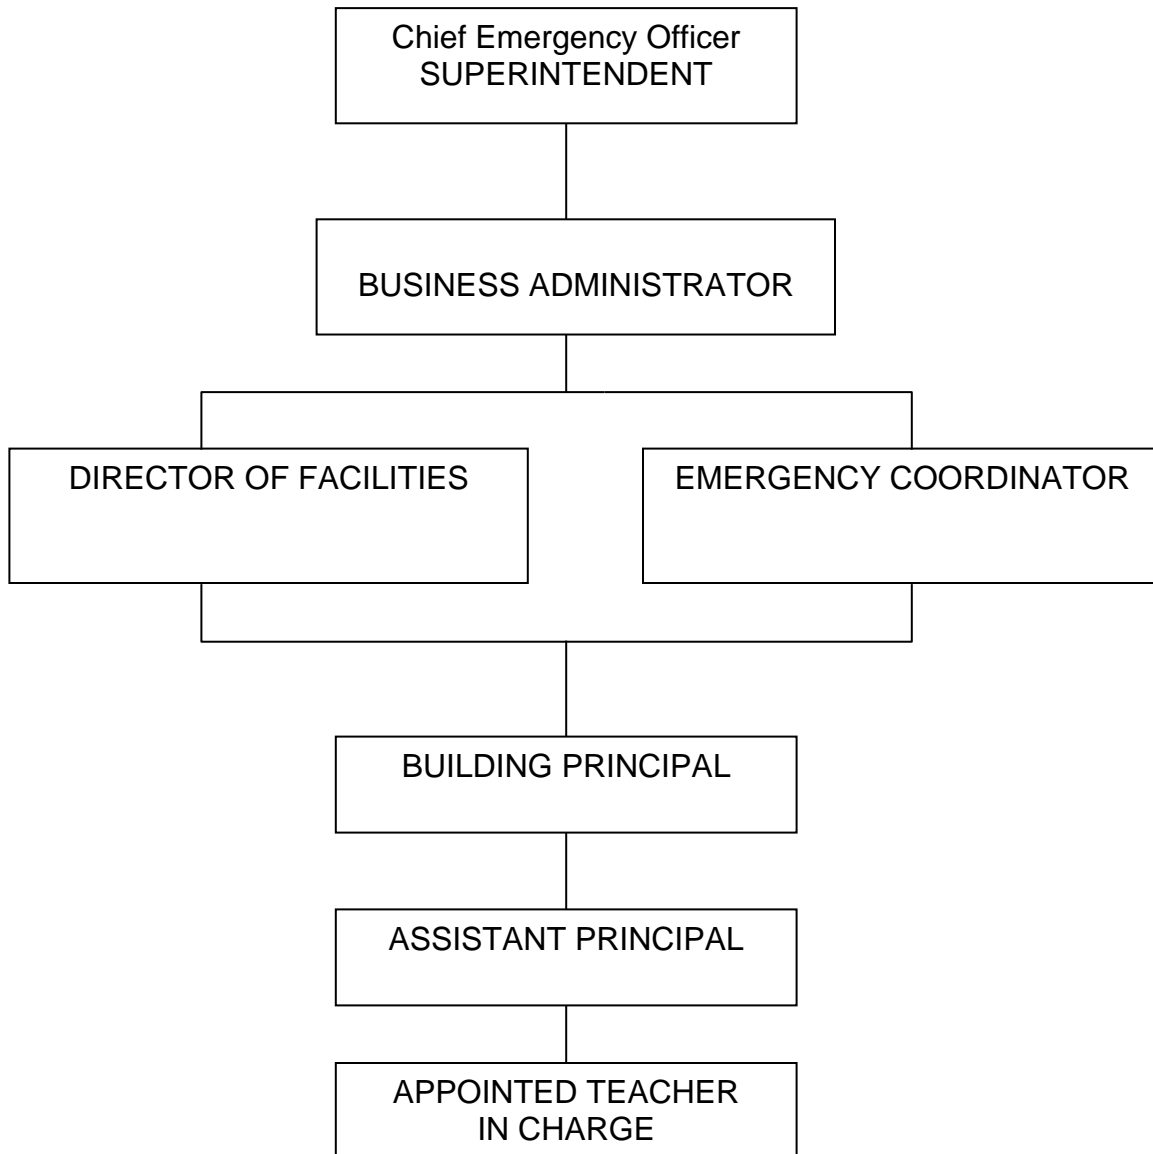 Chief Emergency Officer
SUPERINTENDENT
BUSINESS ADMINISTRATOR
DIRECTOR OF FACILITIES
EMERGENCY COORDINATOR
BUILDING PRINCIPAL
ASSISTANT PRINCIPAL
APPOINTED TEACHER
IN CHARGE